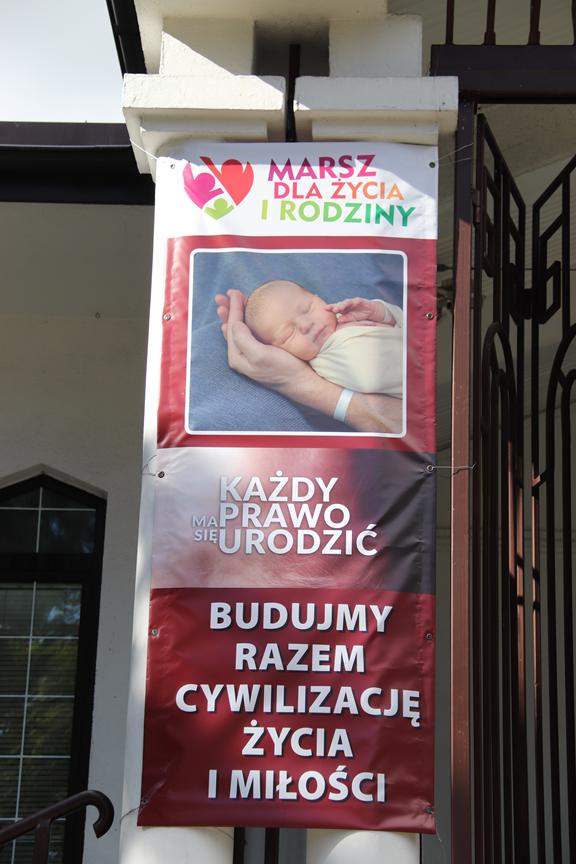 MARSZ
DLA ŻYCIA
I RODZINY
KAŻDY
MA PRAWO
SIĘ URODZIĆ
BUDUJMY
RAZEM
CYWILIZACJĘ
ŻYCIA
I MIŁOŚCI